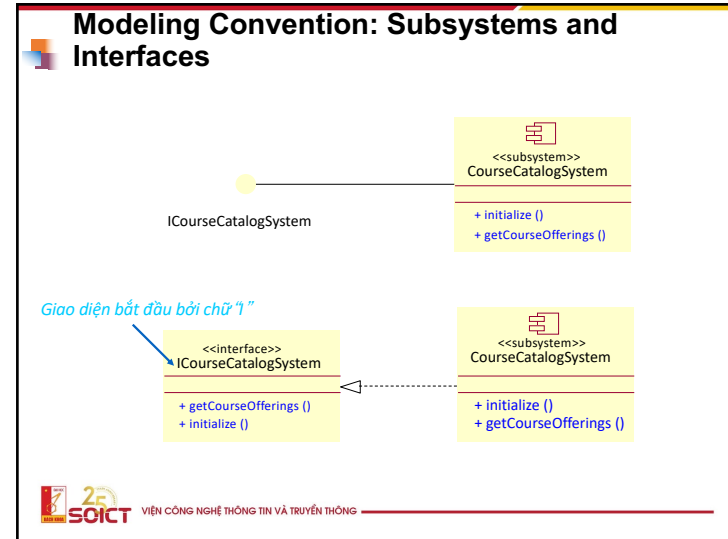 Modeling Convention: Subsystems and
Interfaces
<<subsystem>>
CourseCatalogSystem
ICourseCatalogSystem
+ initialize ()
+ getCourseOfferings ()
Giao diện bắt đầu bởi chữ "I"
<<interface>>
ICourseCatalogSystem
+ getCourseOfferings ()
+ initialize ()
<<subsystem>>
CourseCatalogSystem
+ initialize ()
+ getCourseOfferings ()
25
SOICT
VIỆN CÔNG NGHỆ THÔNG TIN VÀ TRUYỀN THÔNG